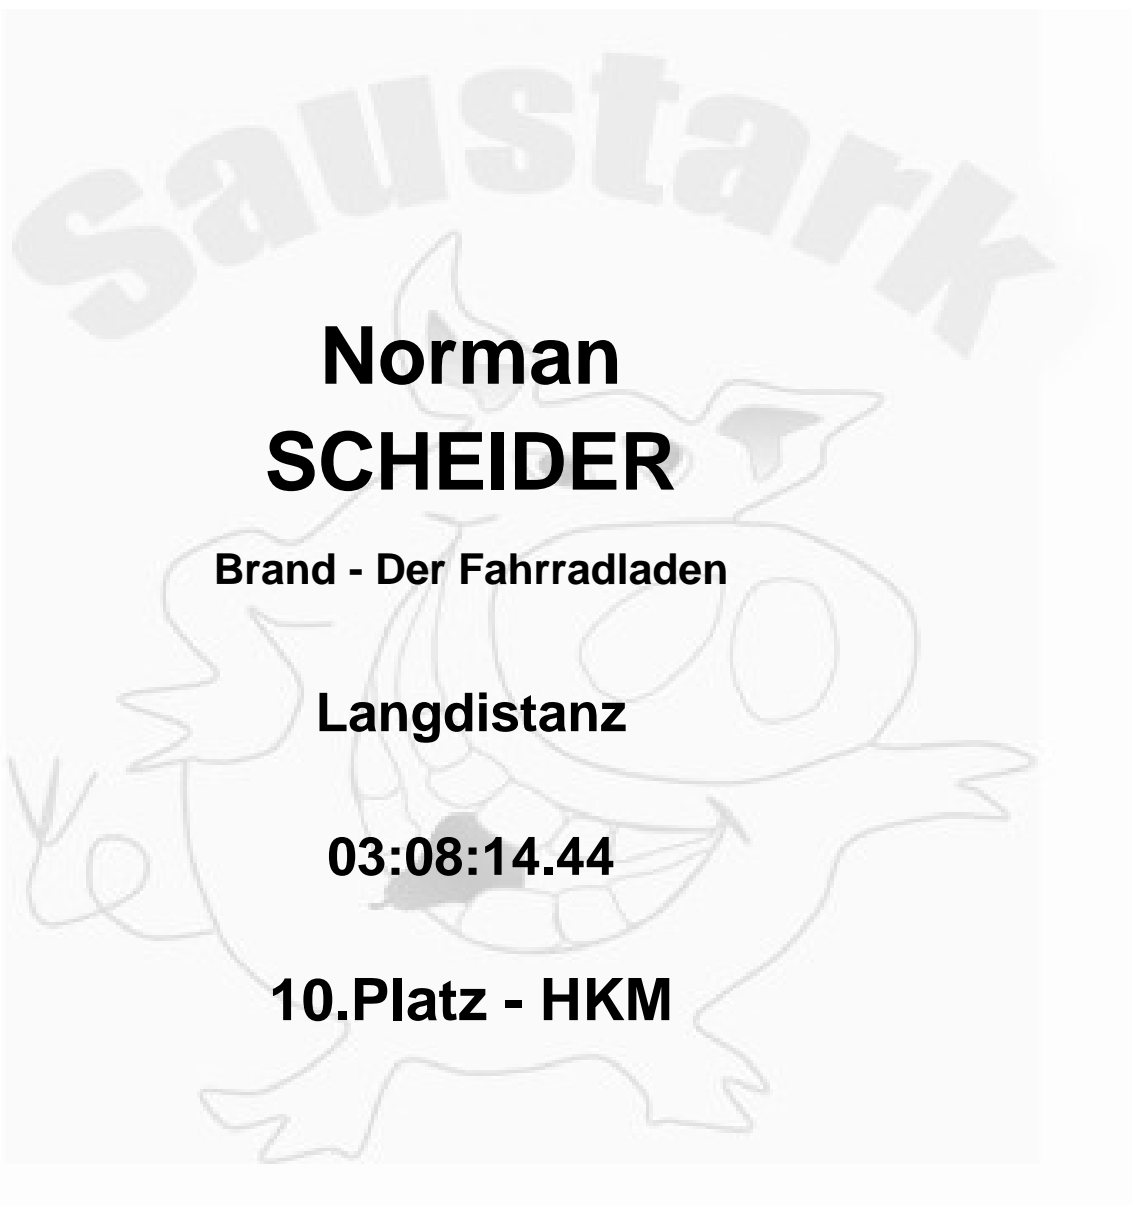 Saustark
Norman
SCHEIDER
Brand - Der Fahrradladen
Langdistanz
03:08:14.44
10.Platz - HKM